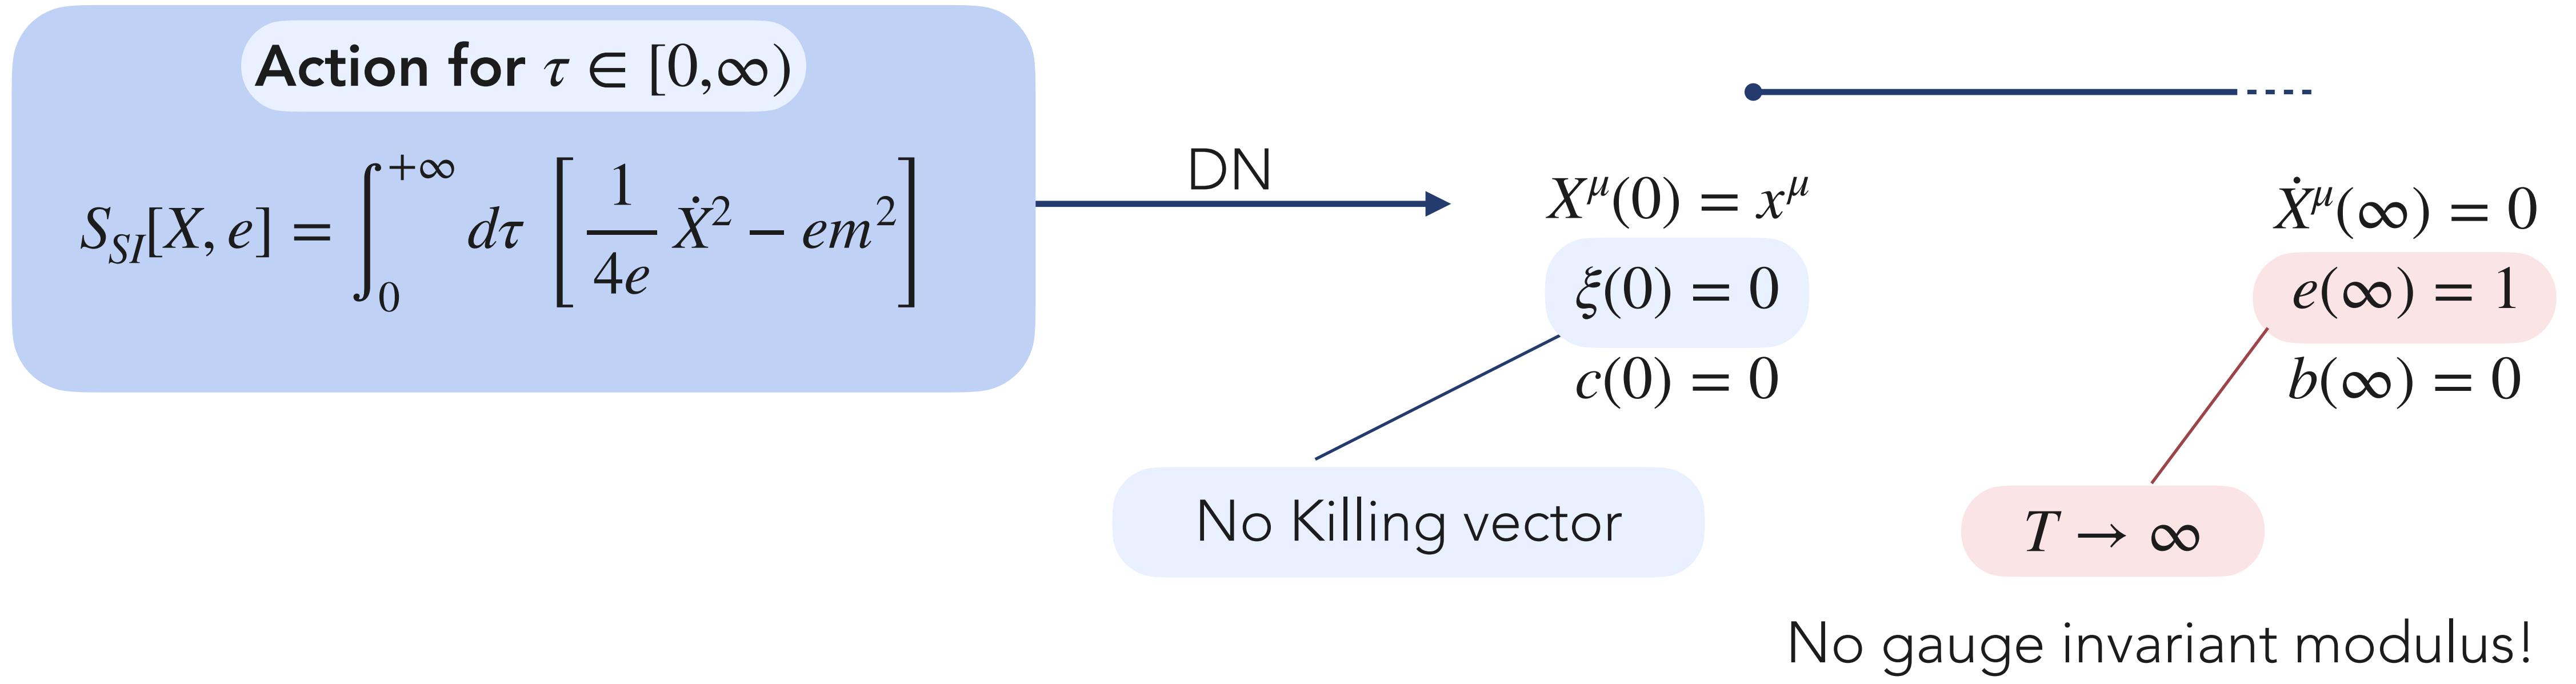 Action for τ ∈ [0,∞)
S_{SI}[X, e] = ∫_0^{+∞} dτ [ \frac{1}{4e} Ẋ² − em² ]
DN
X^μ(0) = x^μ
ξ(0) = 0
c(0) = 0
Ẋ^μ(∞) = 0
e(∞) = 1
b(∞) = 0
No Killing vector
T → ∞
No gauge invariant modulus!